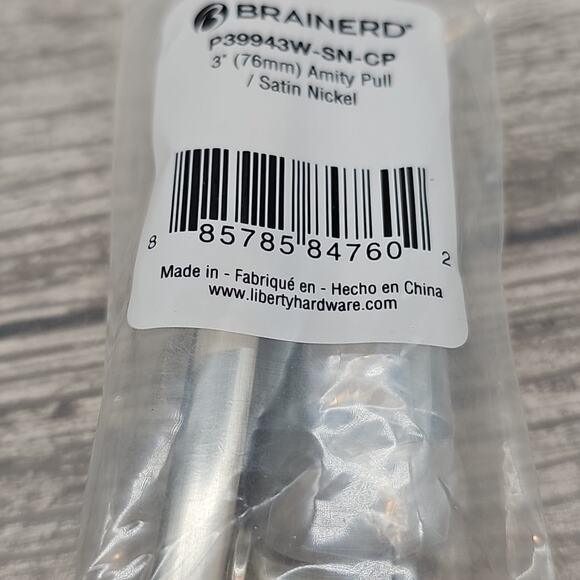 BRAINERD®
P39943W-SN-CP
3" (76mm) Amity Pull
/ Satin Nickel
8 85785 84760 2
Made in - Fabriqué en - Hecho en China
www.libertyhardware.com